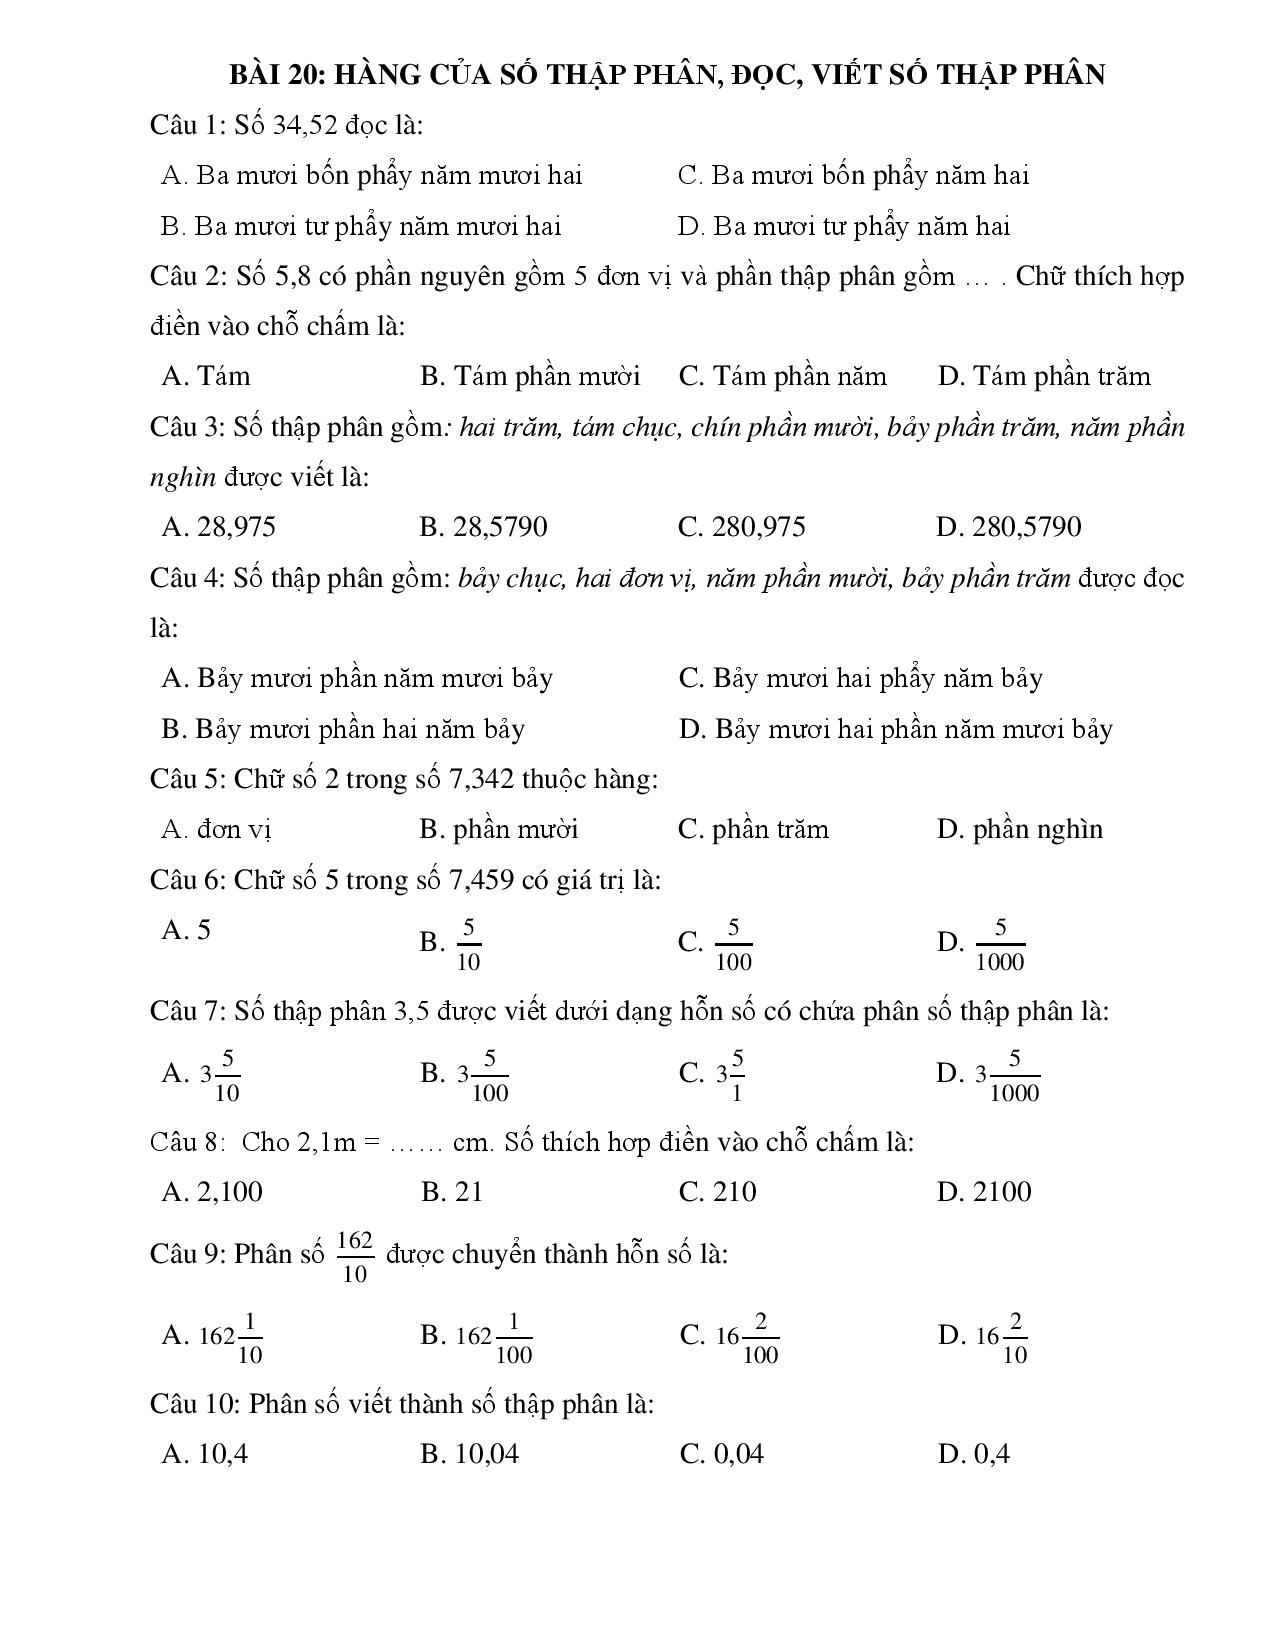 BÀI 20: HÀNG CỦA SỐ THẬP PHÂN, ĐỌC, VIẾT SỐ THẬP PHÂN
Câu 1: Số 34,52 đọc là:
A. Ba mươi bốn phẩy năm mươi hai C. Ba mươi bốn phẩy năm hai
B. Ba mươi tư phẩy năm mươi hai D. Ba mươi tư phẩy năm hai
Câu 2: Số 5,8 có phần nguyên gồm 5 đơn vị và phần thập phân gồm … . Chữ thích hợp
điền vào chỗ chấm là:
A. Tám B. Tám phần mười C. Tám phần năm D. Tám phần trăm
Câu 3: Số thập phân gồm: hai trăm, tám chục, chín phần mười, bảy phần trăm, năm phần
nghìn được viết là:
A. 28,975 B. 28,5790 C. 280,975 D. 280,5790
Câu 4: Số thập phân gồm: bảy chục, hai đơn vị, năm phần mười, bảy phần trăm được đọc
là:
A. Bảy mươi phần năm mươi bảy C. Bảy mươi hai phẩy năm bảy
B. Bảy mươi phần hai năm bảy D. Bảy mươi hai phần năm mươi bảy
Câu 5: Chữ số 2 trong số 7,342 thuộc hàng:
A. đơn vị B. phần mười C. phần trăm D. phần nghìn
Câu 6: Chữ số 5 trong số 7,459 có giá trị là:
A. 5 B. 5/10 C. 5/100 D. 5/1000
Câu 7: Số thập phân 3,5 được viết dưới dạng hỗn số có chứa phân số thập phân là:
A. 3 5/10 B. 3 5/100 C. 3 5/1 D. 3 5/1000
Câu 8: Cho 2,1m = …… cm. Số thích hơp điền vào chỗ chấm là:
A. 2,100 B. 21 C. 210 D. 2100
Câu 9: Phân số 162/10 được chuyển thành hỗn số là:
A. 162 1/10 B. 162 1/100 C. 16 2/100 D. 16 2/10
Câu 10: Phân số viết thành số thập phân là:
A. 10,4 B. 10,04 C. 0,04 D. 0,4